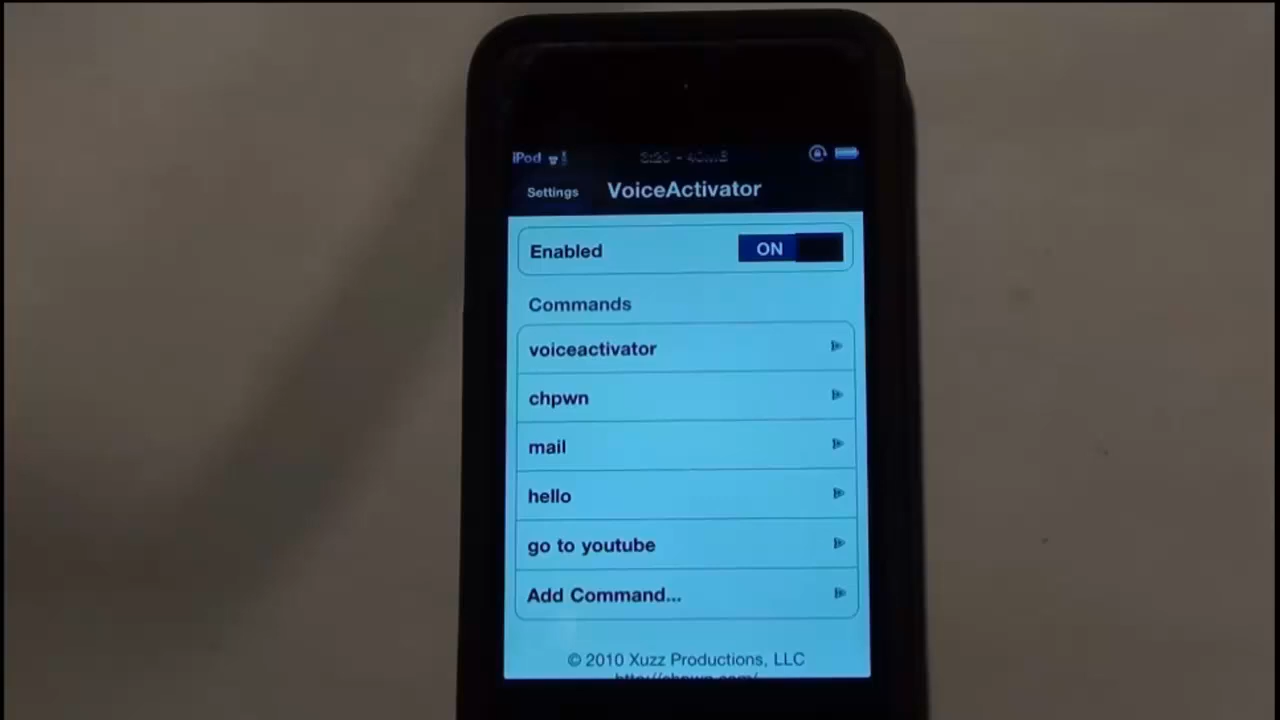 iPod
Settings
VoiceActivator
Enabled
ON
Commands
voiceactivator
chpwn
mail
hello
go to youtube
Add Command...
© 2010 Xuzz Productions, LLC